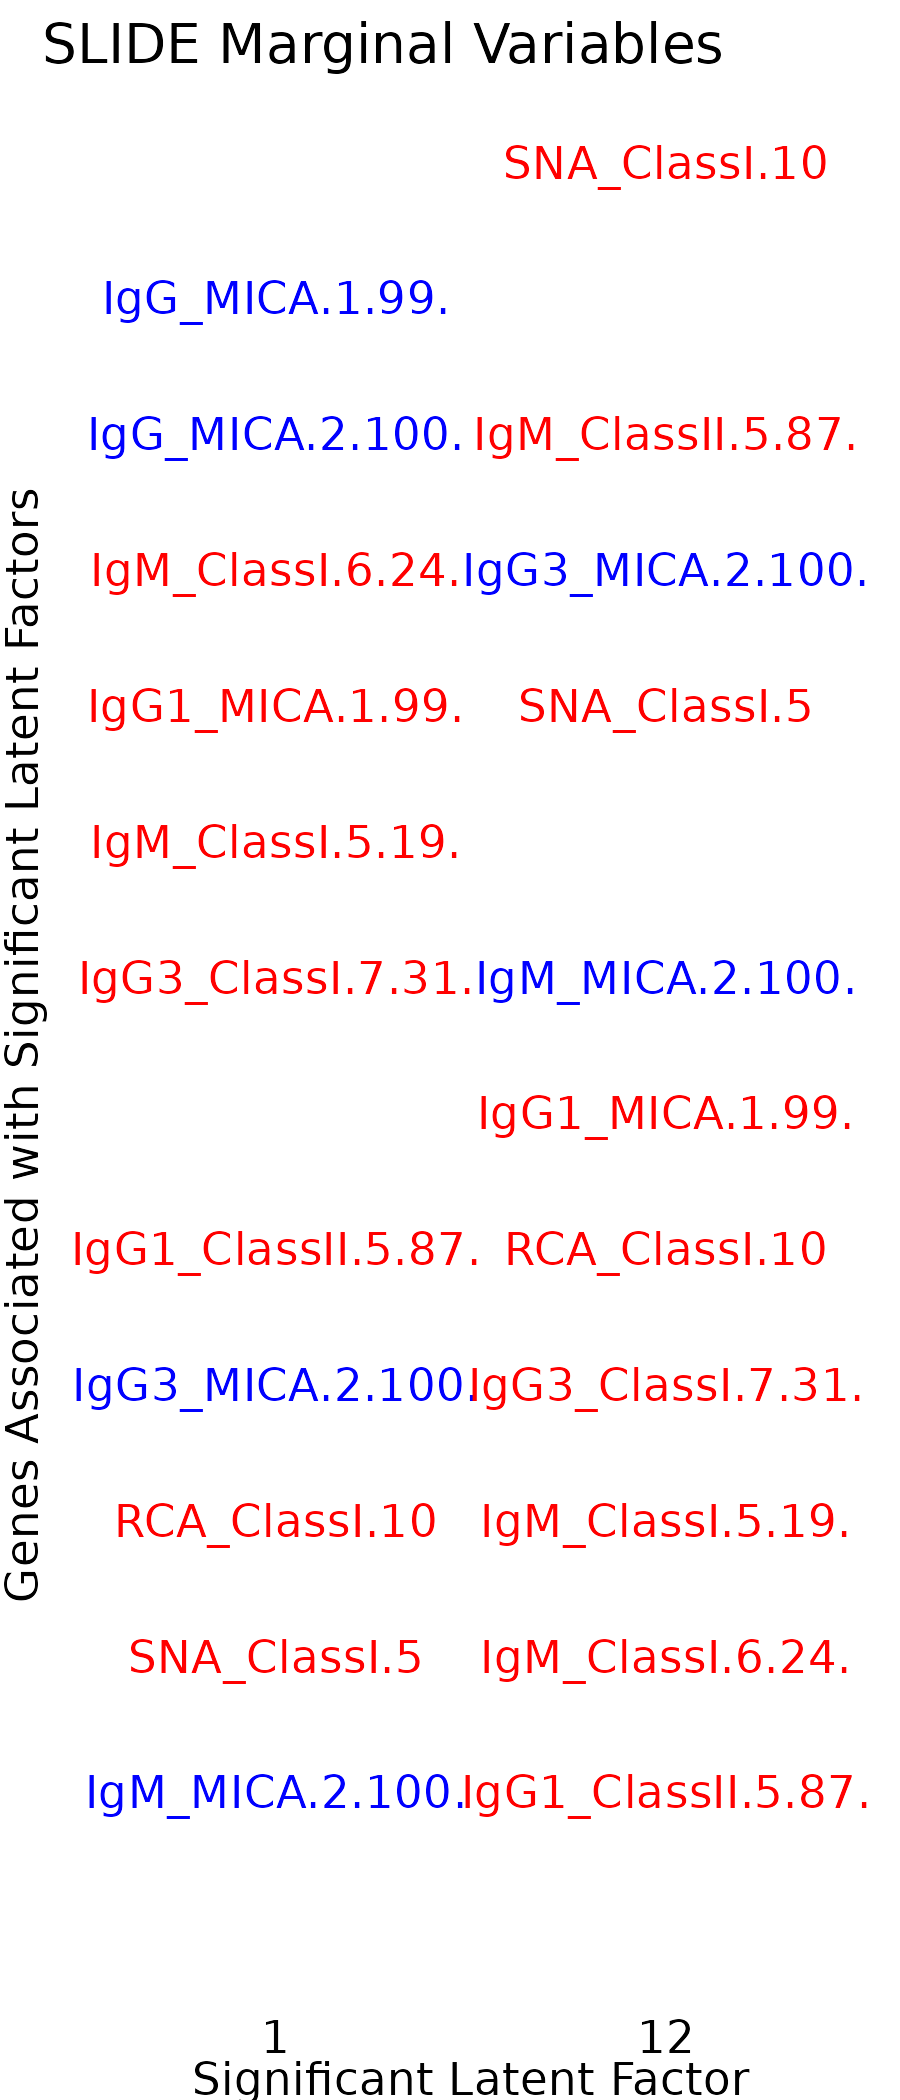 SLIDE Marginal Variables
SNA_ClassI.10
IgG_MICA.1.99.
IgG_MICA.2.100. IgM_ClassII.5.87.
IgM_ClassI.6.24. IgG3_MICA.2.100.
IgG1_MICA.1.99. SNA_ClassI.5
IgM_ClassI.5.19.
IgG3_ClassI.7.31. IgM_MICA.2.100.
IgG1_MICA.1.99.
IgG1_ClassII.5.87. RCA_ClassI.10
IgG3_MICA.2.100. IgG3_ClassI.7.31.
RCA_ClassI.10 IgM_ClassI.5.19.
SNA_ClassI.5 IgM_ClassI.6.24.
IgM_MICA.2.100. IgG1_ClassII.5.87.
Genes Associated with Significant Latent Factors
1 12
Significant Latent Factor